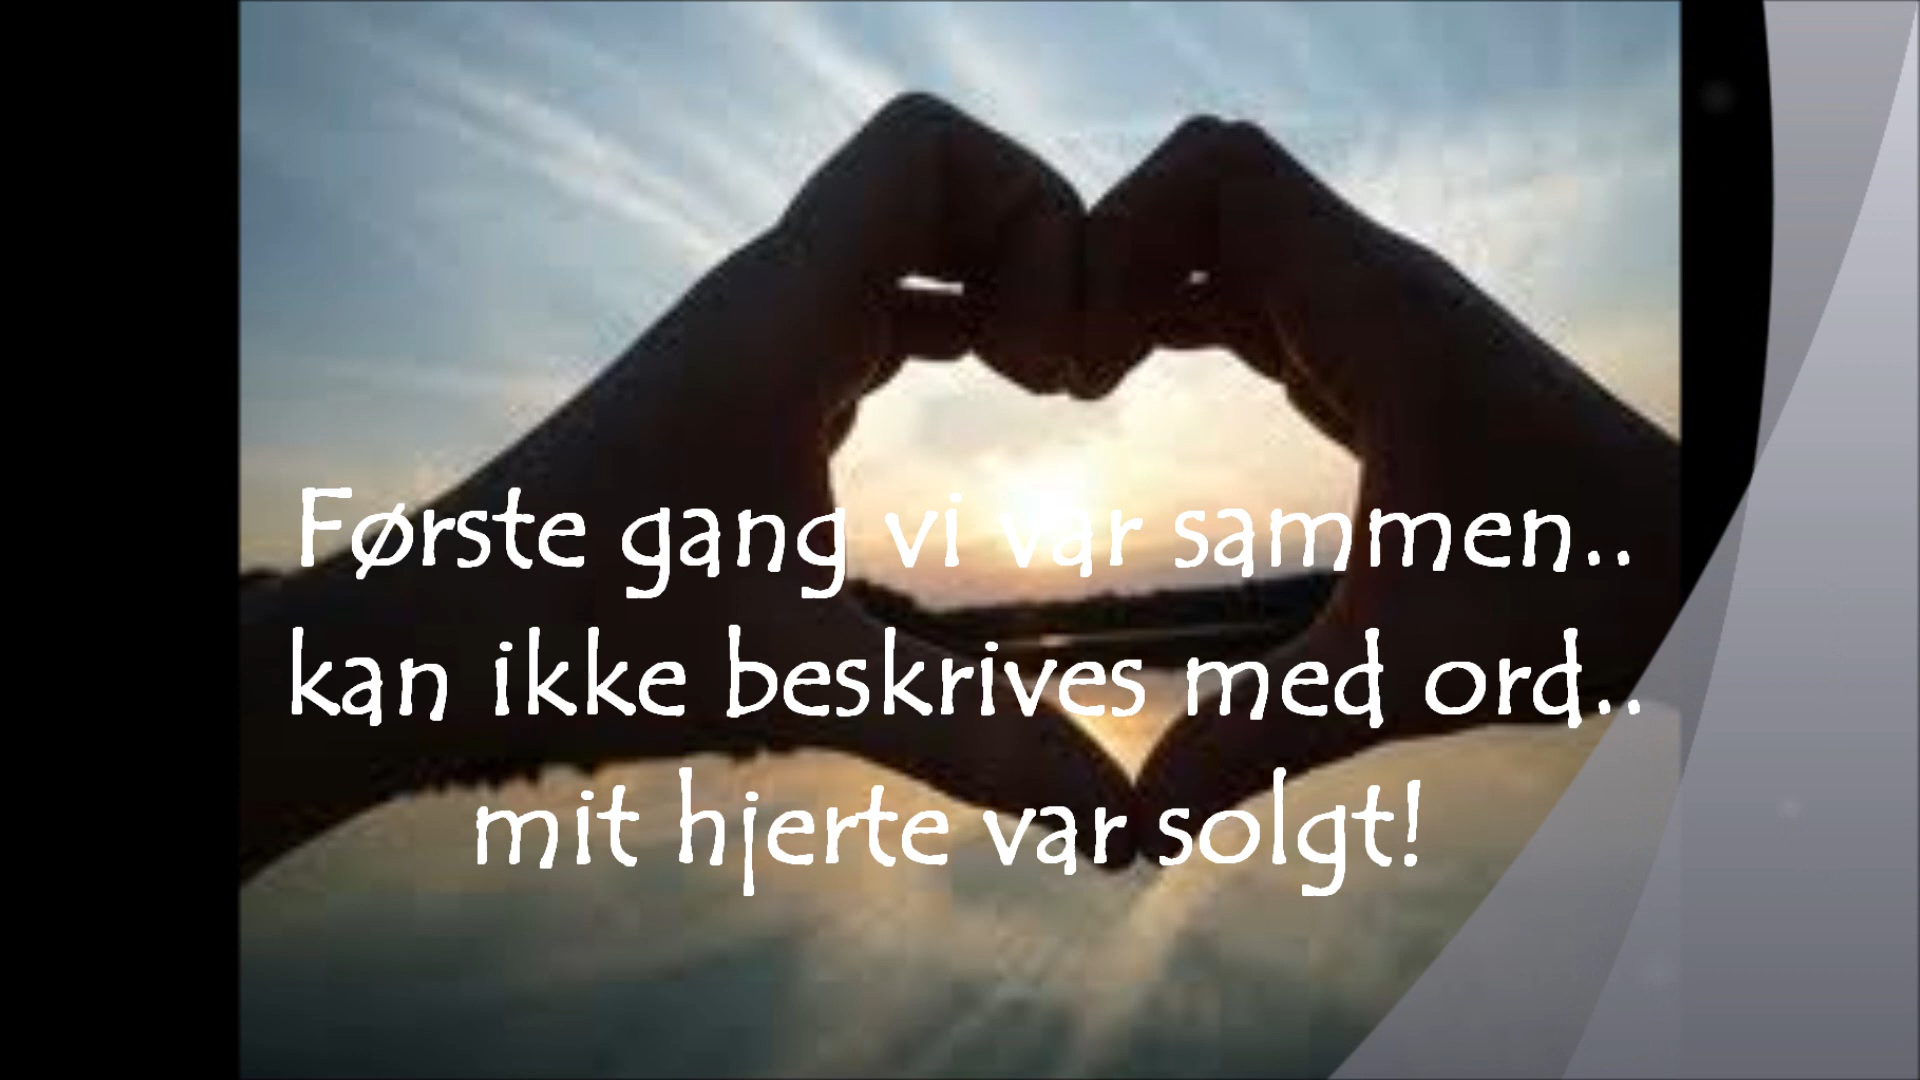 Første gang vi var sammen..
kan ikke beskrives med ord..
mit hjerte var solgt!